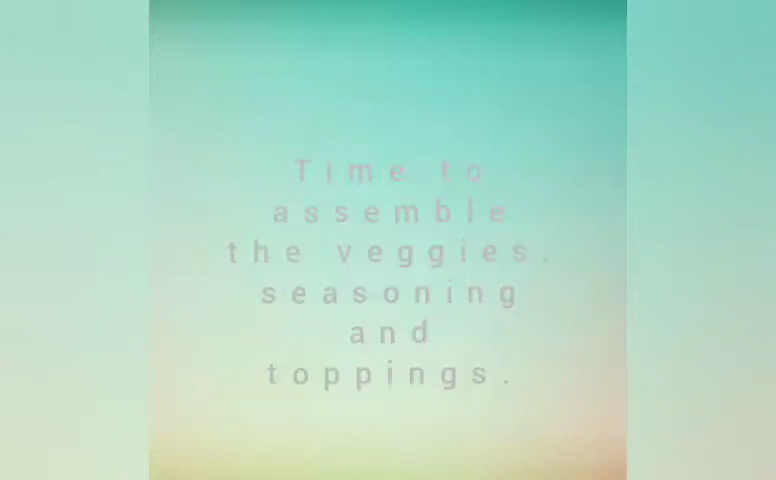 Time to
assemble
the veggies.
seasoning
and
toppings.